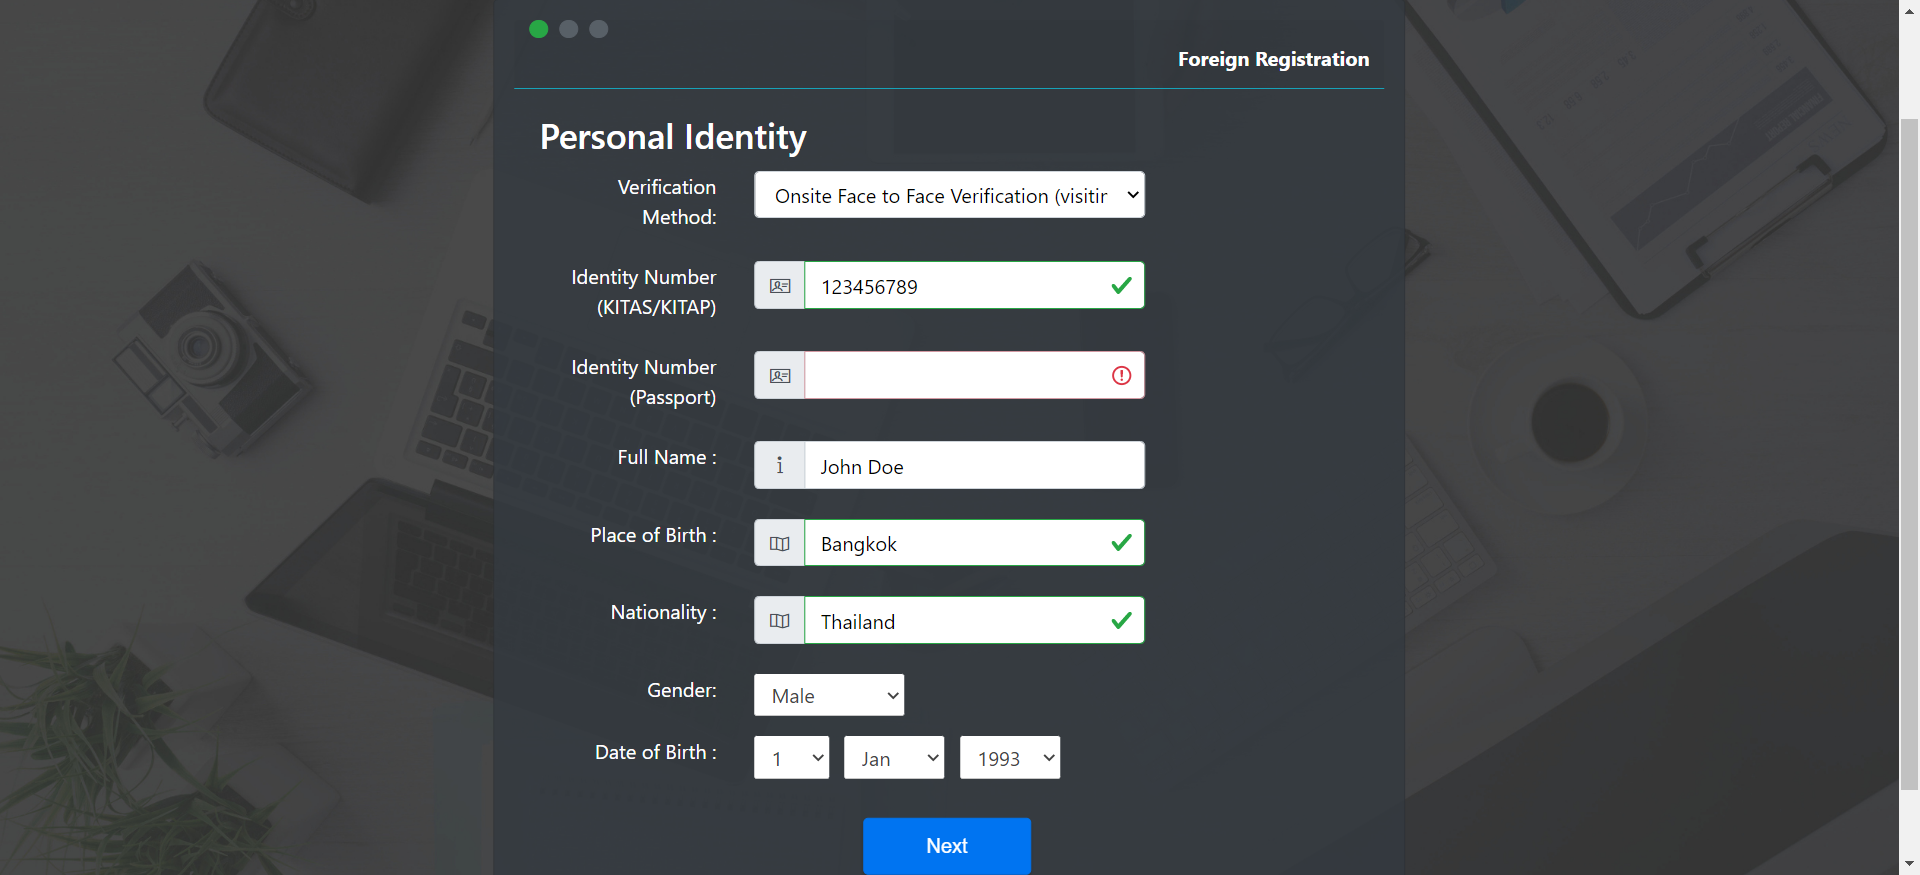 Foreign Registration
Personal Identity
Verification
Method:
Onsite Face to Face Verification (visitir
Identity Number
(KITAS/KITAP)
123456789
Identity Number
(Passport)
Full Name :
John Doe
Place of Birth :
Bangkok
Nationality :
Thailand
Gender:
Male
Date of Birth :
1 Jan 1993
Next